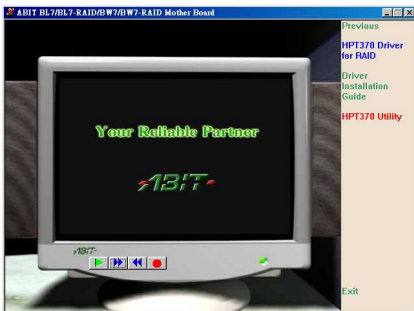 ABIT BL7/BL7-RAID/BW7/BW7-RAID Mother Board
Previous
HPT370 Driver
for RAID
Driver
Installation
Guide
HPT370 Utility
Your Reliable Partner
ABIT
ABIT
Exit